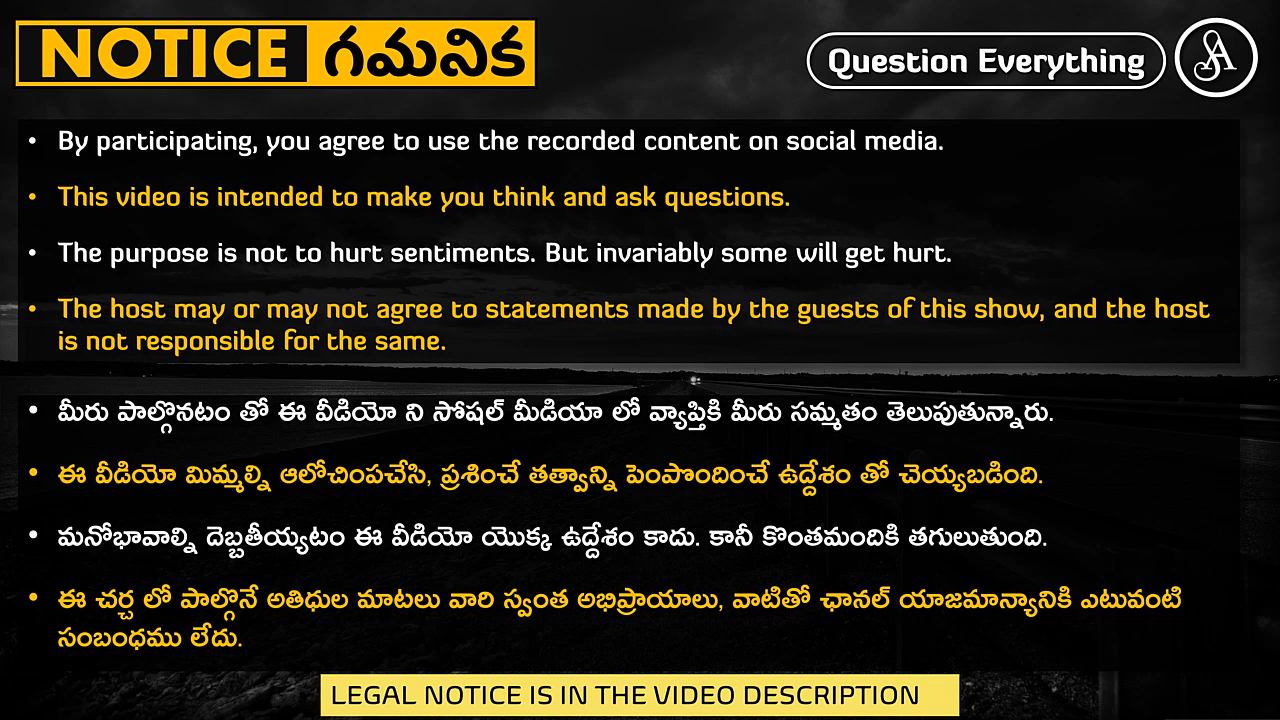 NOTICE గమనిక
Question Everything
• By participating, you agree to use the recorded content on social media.
• This video is intended to make you think and ask questions.
• The purpose is not to hurt sentiments. But invariably some will get hurt.
• The host may or may not agree to statements made by the guests of this show, and the host
is not responsible for the same.
• మీరు పాల్గొనటం తో ఈ వీడియో ని సోషల్ మీడియా లో వ్యాప్తికి మీరు సమ్మతం తెలుపుతున్నారు.
• ఈ వీడియో మిమ్మల్ని ఆలోచింపచేసి, ప్రశించే తత్వాన్ని పెంపొందించే ఉద్దేశం తో చెయ్యబడింది.
• మనోభావాల్ని దెబ్బతీయ్యటం ఈ వీడియో యొక్క ఉద్దేశం కాదు. కానీ కొంతమందికి తగులుతుంది.
• ఈ చర్చ లో పాల్గొనే అతిధుల మాటలు వారి స్వంత అభిప్రాయాలు, వాటితో ఛానల్ యాజమాన్యానికి ఎటువంటి
సంబంధము లేదు.
LEGAL NOTICE IS IN THE VIDEO DESCRIPTION